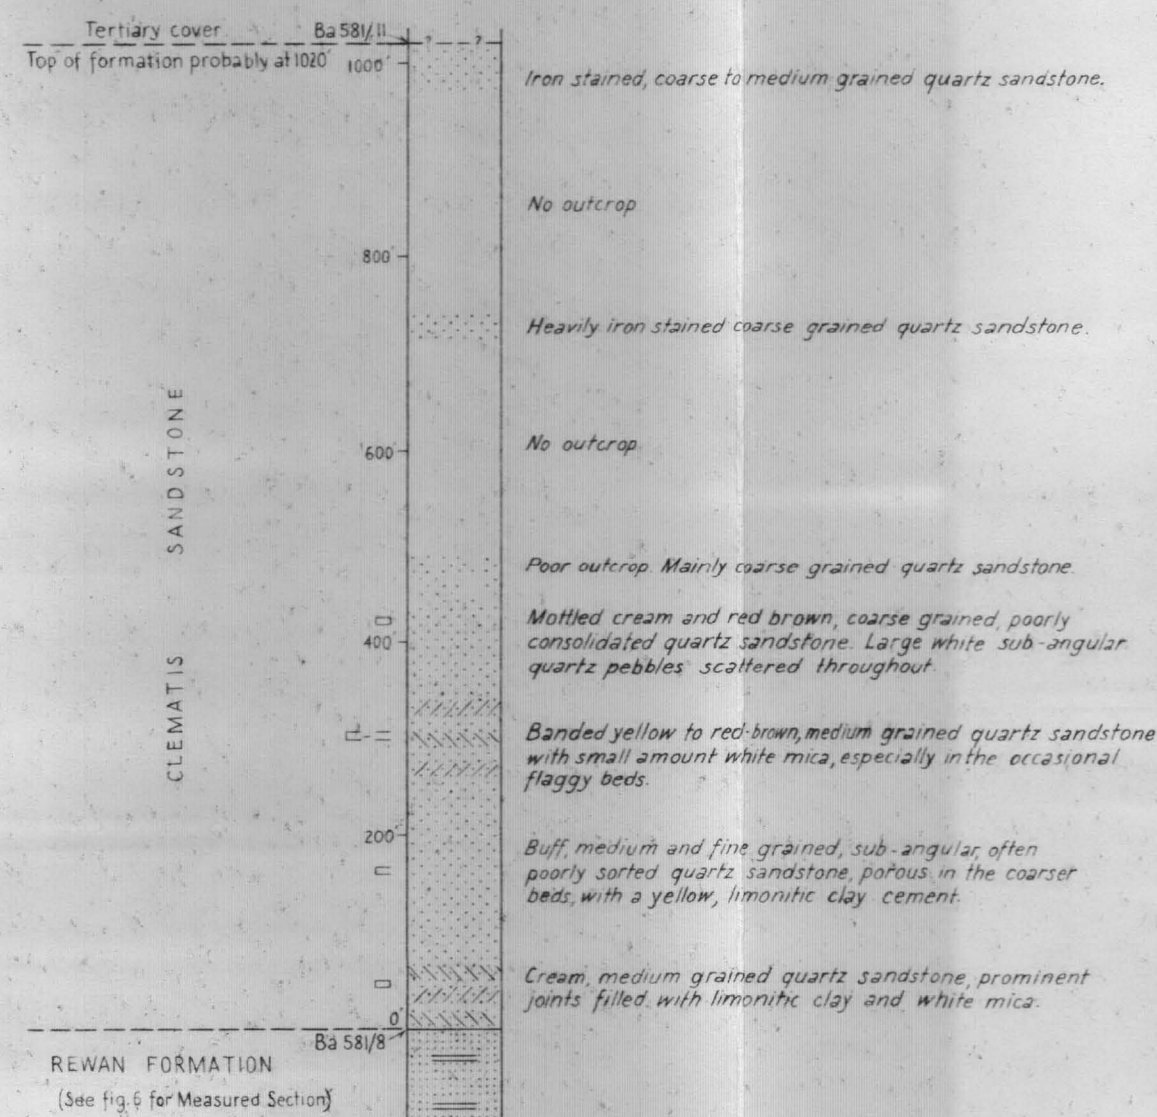 Tertiary cover Ba 581/11
? ?
Top of formation probably at 1020'
1000'
Iron stained, coarse to medium grained quartz sandstone.
No outcrop
800'
Heavily iron stained coarse grained quartz sandstone.
CLEMATIS SANDSTONE
600'
No outcrop
Poor outcrop. Mainly coarse grained quartz sandstone.
Mottled cream and red brown, coarse grained, poorly
consolidated quartz sandstone. Large white sub-angular
quartz pebbles scattered throughout.
400'
Banded yellow to red-brown, medium grained quartz sandstone
with small amount white mica, especially in the occasional
flaggy beds.
200'
Buff, medium and fine grained, sub-angular, often
poorly sorted quartz sandstone, porous in the coarser
beds, with a yellow, limonitic clay cement.
Cream, medium grained quartz sandstone, prominent
joints filled with limonitic clay and white mica.
0'
Ba 581/8
REWAN FORMATION
(See fig. 6 for Measured Section)